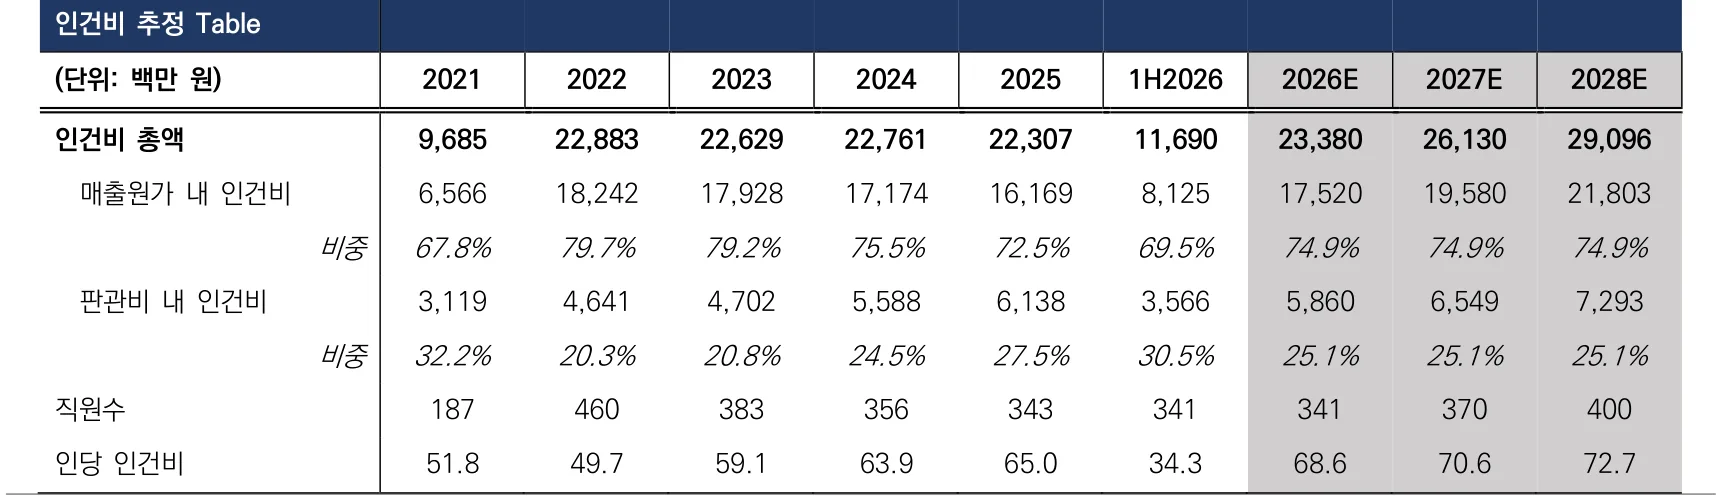 인건비 추정 Table
(단위: 백만 원) 2021 2022 2023 2024 2025 1H2026 2026E 2027E 2028E
인건비 총액 9,685 22,883 22,629 22,761 22,307 11,690 23,380 26,130 29,096
매출원가 내 인건비 6,566 18,242 17,928 17,174 16,169 8,125 17,520 19,580 21,803
비중 67.8% 79.7% 79.2% 75.5% 72.5% 69.5% 74.9% 74.9% 74.9%
판관비 내 인건비 3,119 4,641 4,702 5,588 6,138 3,566 5,860 6,549 7,293
비중 32.2% 20.3% 20.8% 24.5% 27.5% 30.5% 25.1% 25.1% 25.1%
직원수 187 460 383 356 343 341 341 370 400
인당 인건비 51.8 49.7 59.1 63.9 65.0 34.3 68.6 70.6 72.7